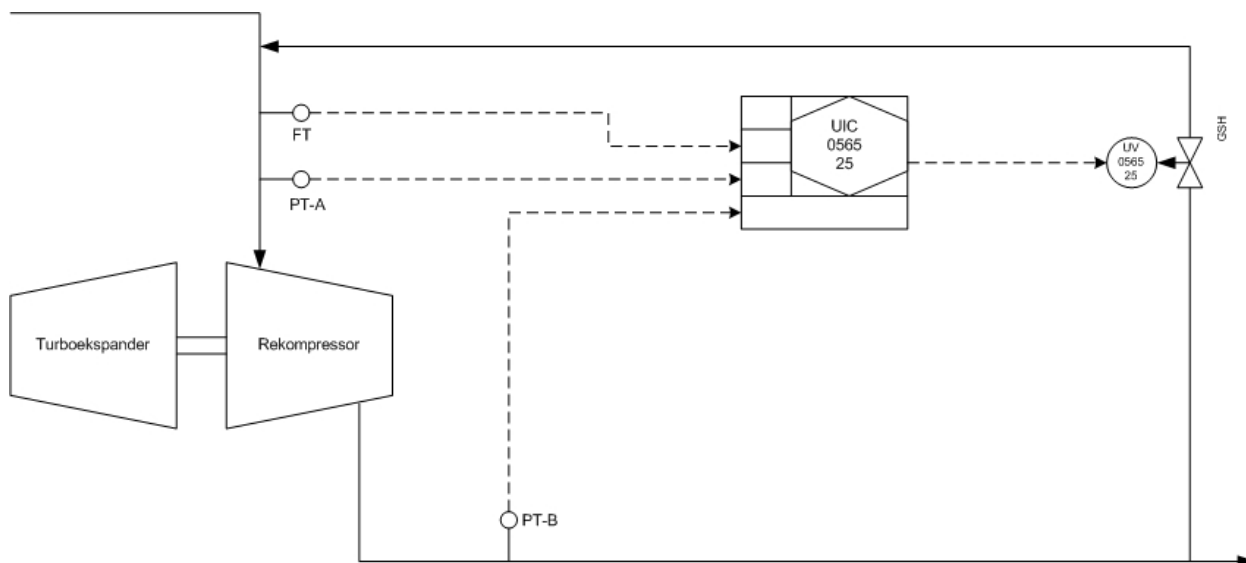 FT
PT-A
UIC
0565
25
UV
0565
25
GSH
Turboekspander
Rekompressor
PT-B